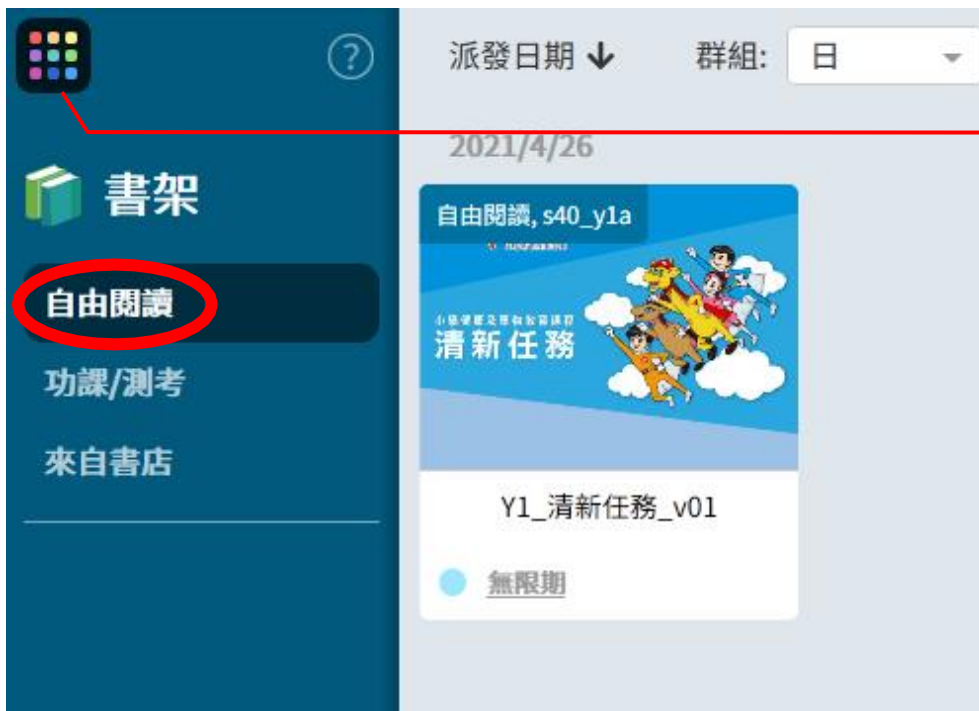 派發日期 ↓ 群組: 日
書架
自由閱讀
功課/測考
來自書店
2021/4/26
自由閱讀, s40_y1a
清新任務
Y1_清新任務_v01
無限期